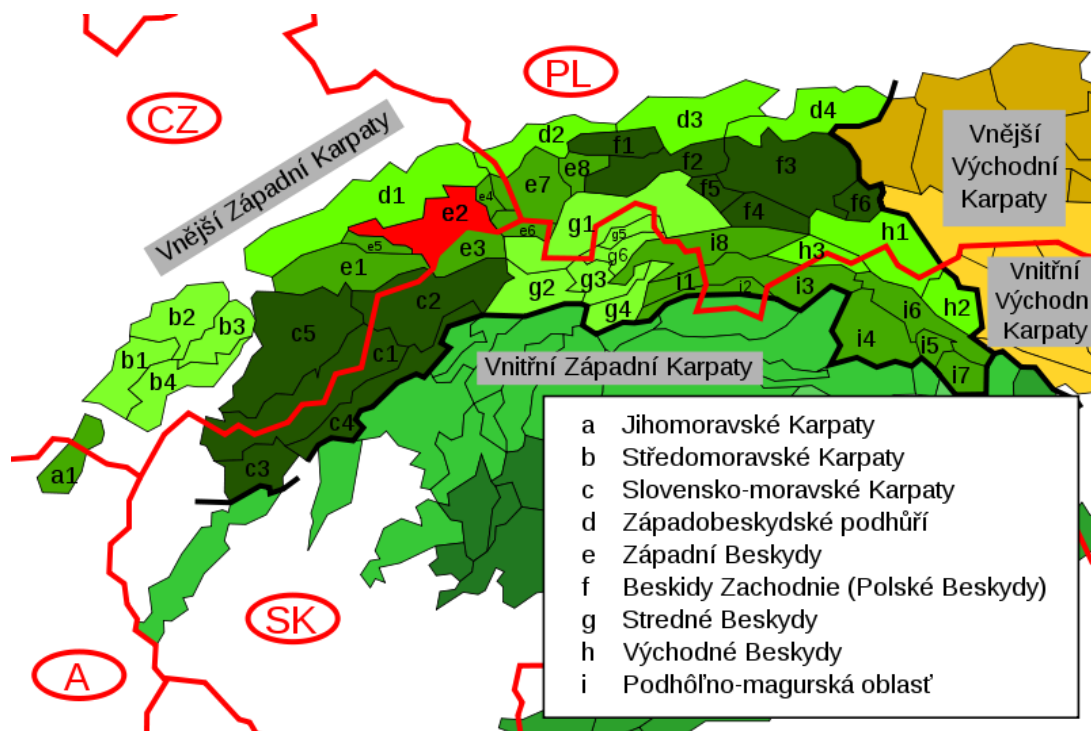 PL
CZ
Vnější Západní Karpaty
Vnější
Východní
Karpaty
Vnitřní
Východn
Karpaty
Vnitřní Západní Karpaty
d1
d2
d3
d4
e1
e2
e3
e4
e5
e6
e7
e8
f1
f2
f3
f4
f5
f6
g1
g2
g3
g4
g5
g6
h1
h2
h3
i1
i2
i3
i4
i5
i6
i7
i8
b1
b2
b3
b4
c1
c2
c3
c4
c5
a1
SK
A
a Jihomoravské Karpaty
b Středomoravské Karpaty
c Slovensko-moravské Karpaty
d Západobeskydské podhůří
e Západní Beskydy
f Beskidy Zachodnie (Polské Beskydy)
g Stredné Beskydy
h Východné Beskydy
i Podhôľno-magurská oblasť